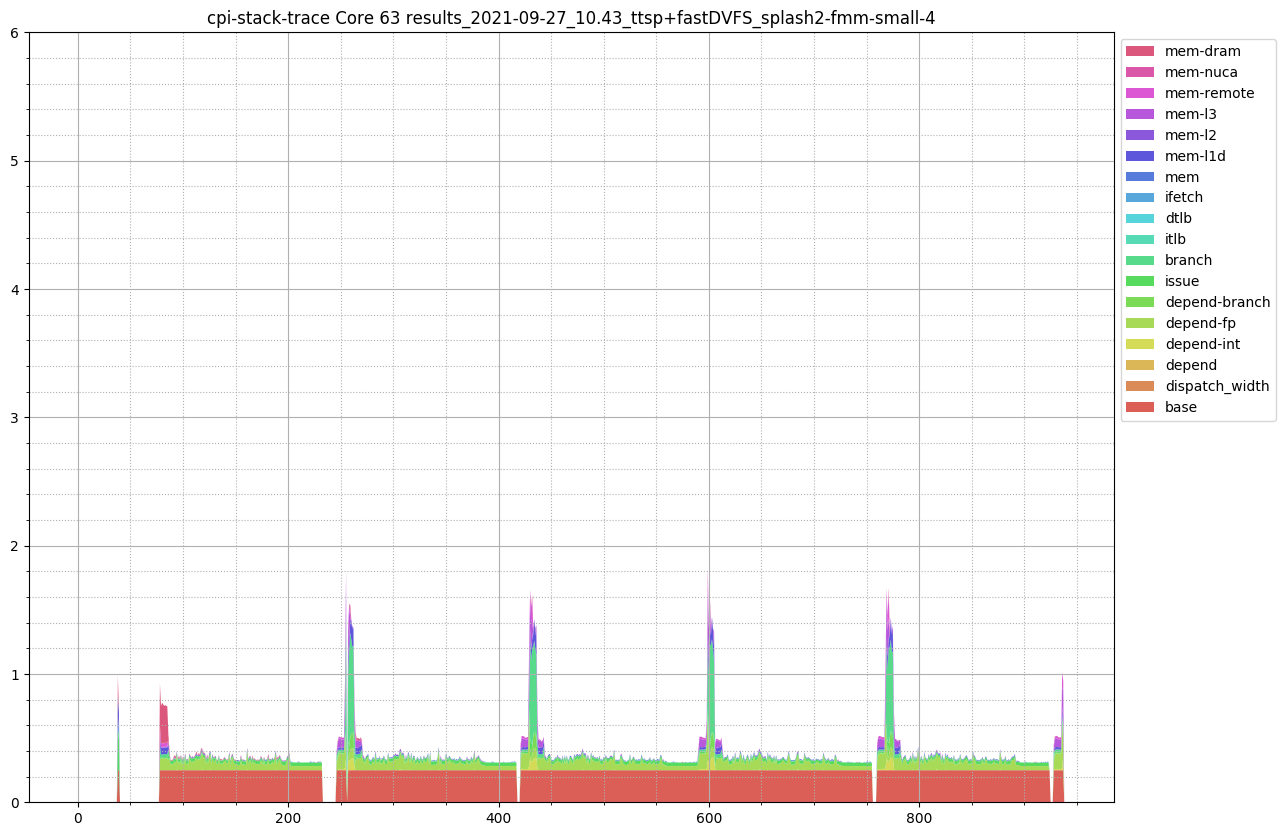 cpi-stack-trace Core 63 results_2021-09-27_10.43_ttsp+fastDVFS_splash2-fmm-small-4
6
5
4
3
2
1
0
0 200 400 600 800
mem-dram
mem-nuca
mem-remote
mem-l3
mem-l2
mem-l1d
mem
ifetch
dtlb
itlb
branch
issue
depend-branch
depend-fp
depend-int
depend
dispatch_width
base